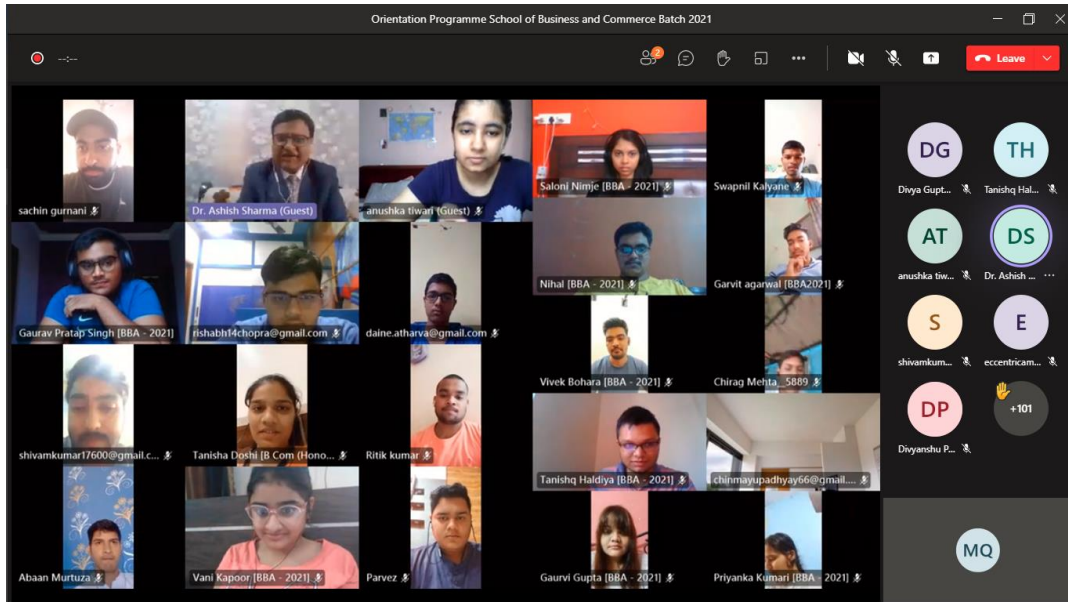 Orientation Programme School of Business and Commerce Batch 2021
--:--
2
Leave
sachin gurnani
Dr. Ashish Sharma (Guest)
anushka tiwari (Guest)
Saloni Nimje [BBA - 2021]
Swapnil Kalyane
Gaurav Pratap Singh [BBA - 2021]
rishabh14chopra@gmail.com
daine.atharva@gmail.com
Nihal [BBA - 2021]
Garvit agarwal [BBA2021]
Vivek Bohara [BBA - 2021]
Chirag Mehta_ 5889
shivamkumar17600@gmail.c...
Tanisha Doshi [B Com (Hono...
Ritik kumar
Tanishq Haldiya [BBA - 2021]
chinmayupadhyay66@gmail....
Abaan Murtuza
Vani Kapoor [BBA - 2021]
Parvez
Gaurvi Gupta [BBA - 2021]
Priyanka Kumari [BBA - 2021]
DG
TH
Divya Gupt...
Tanishq Hal...
AT
DS
anushka tiw...
Dr. Ashish ...
S
E
shivamkum...
eccentricam...
DP
+101
Divyanshu P...
MQ